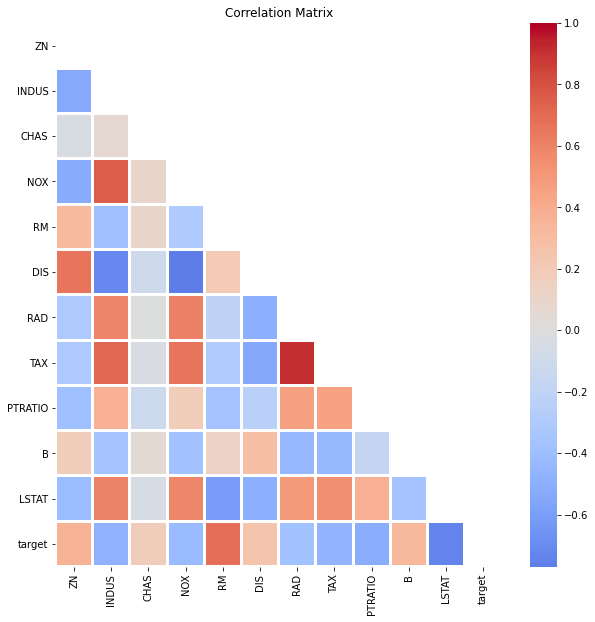 Correlation Matrix
ZN
INDUS
CHAS
NOX
RM
DIS
RAD
TAX
PTRATIO
B
LSTAT
target
ZN
INDUS
CHAS
NOX
RM
DIS
RAD
TAX
PTRATIO
B
LSTAT
target
1.0
0.8
0.6
0.4
0.2
0.0
−0.2
−0.4
−0.6